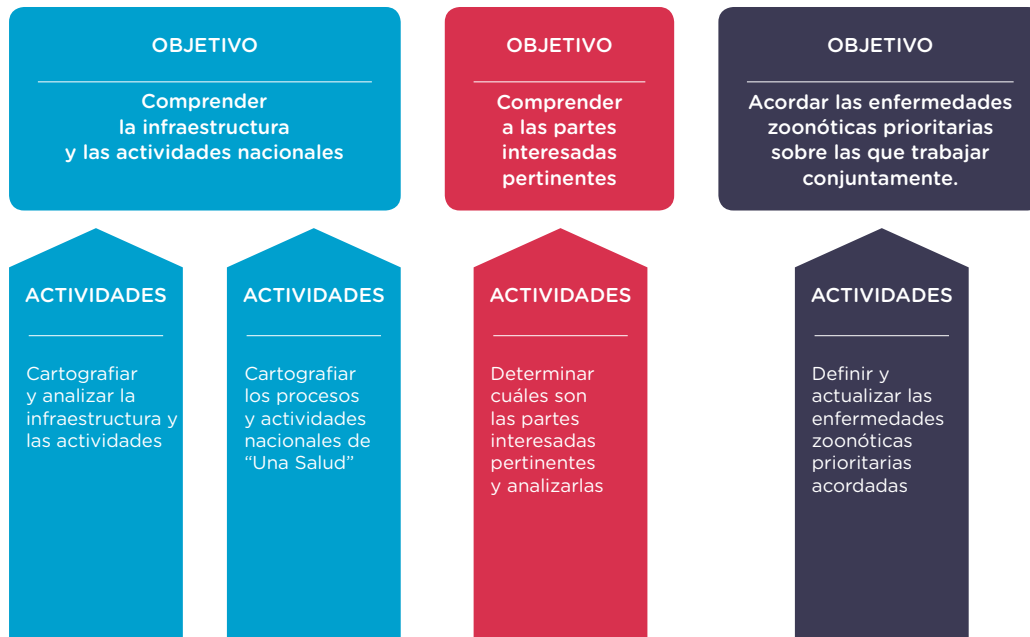 OBJETIVO
Comprender
la infraestructura
y las actividades nacionales
OBJETIVO
Comprender
a las partes
interesadas
pertinentes
OBJETIVO
Acordar las enfermedades
zoonóticas prioritarias
sobre las que trabajar
conjuntamente.
ACTIVIDADES
Cartografiar
y analizar la
infraestructura y
las actividades
ACTIVIDADES
Cartografiar
los procesos
y actividades
nacionales de
“Una Salud”
ACTIVIDADES
Determinar
cuáles son
las partes
interesadas
pertinentes
y analizarlas
ACTIVIDADES
Definir y
actualizar las
enfermedades
zoonóticas
prioritarias
acordadas